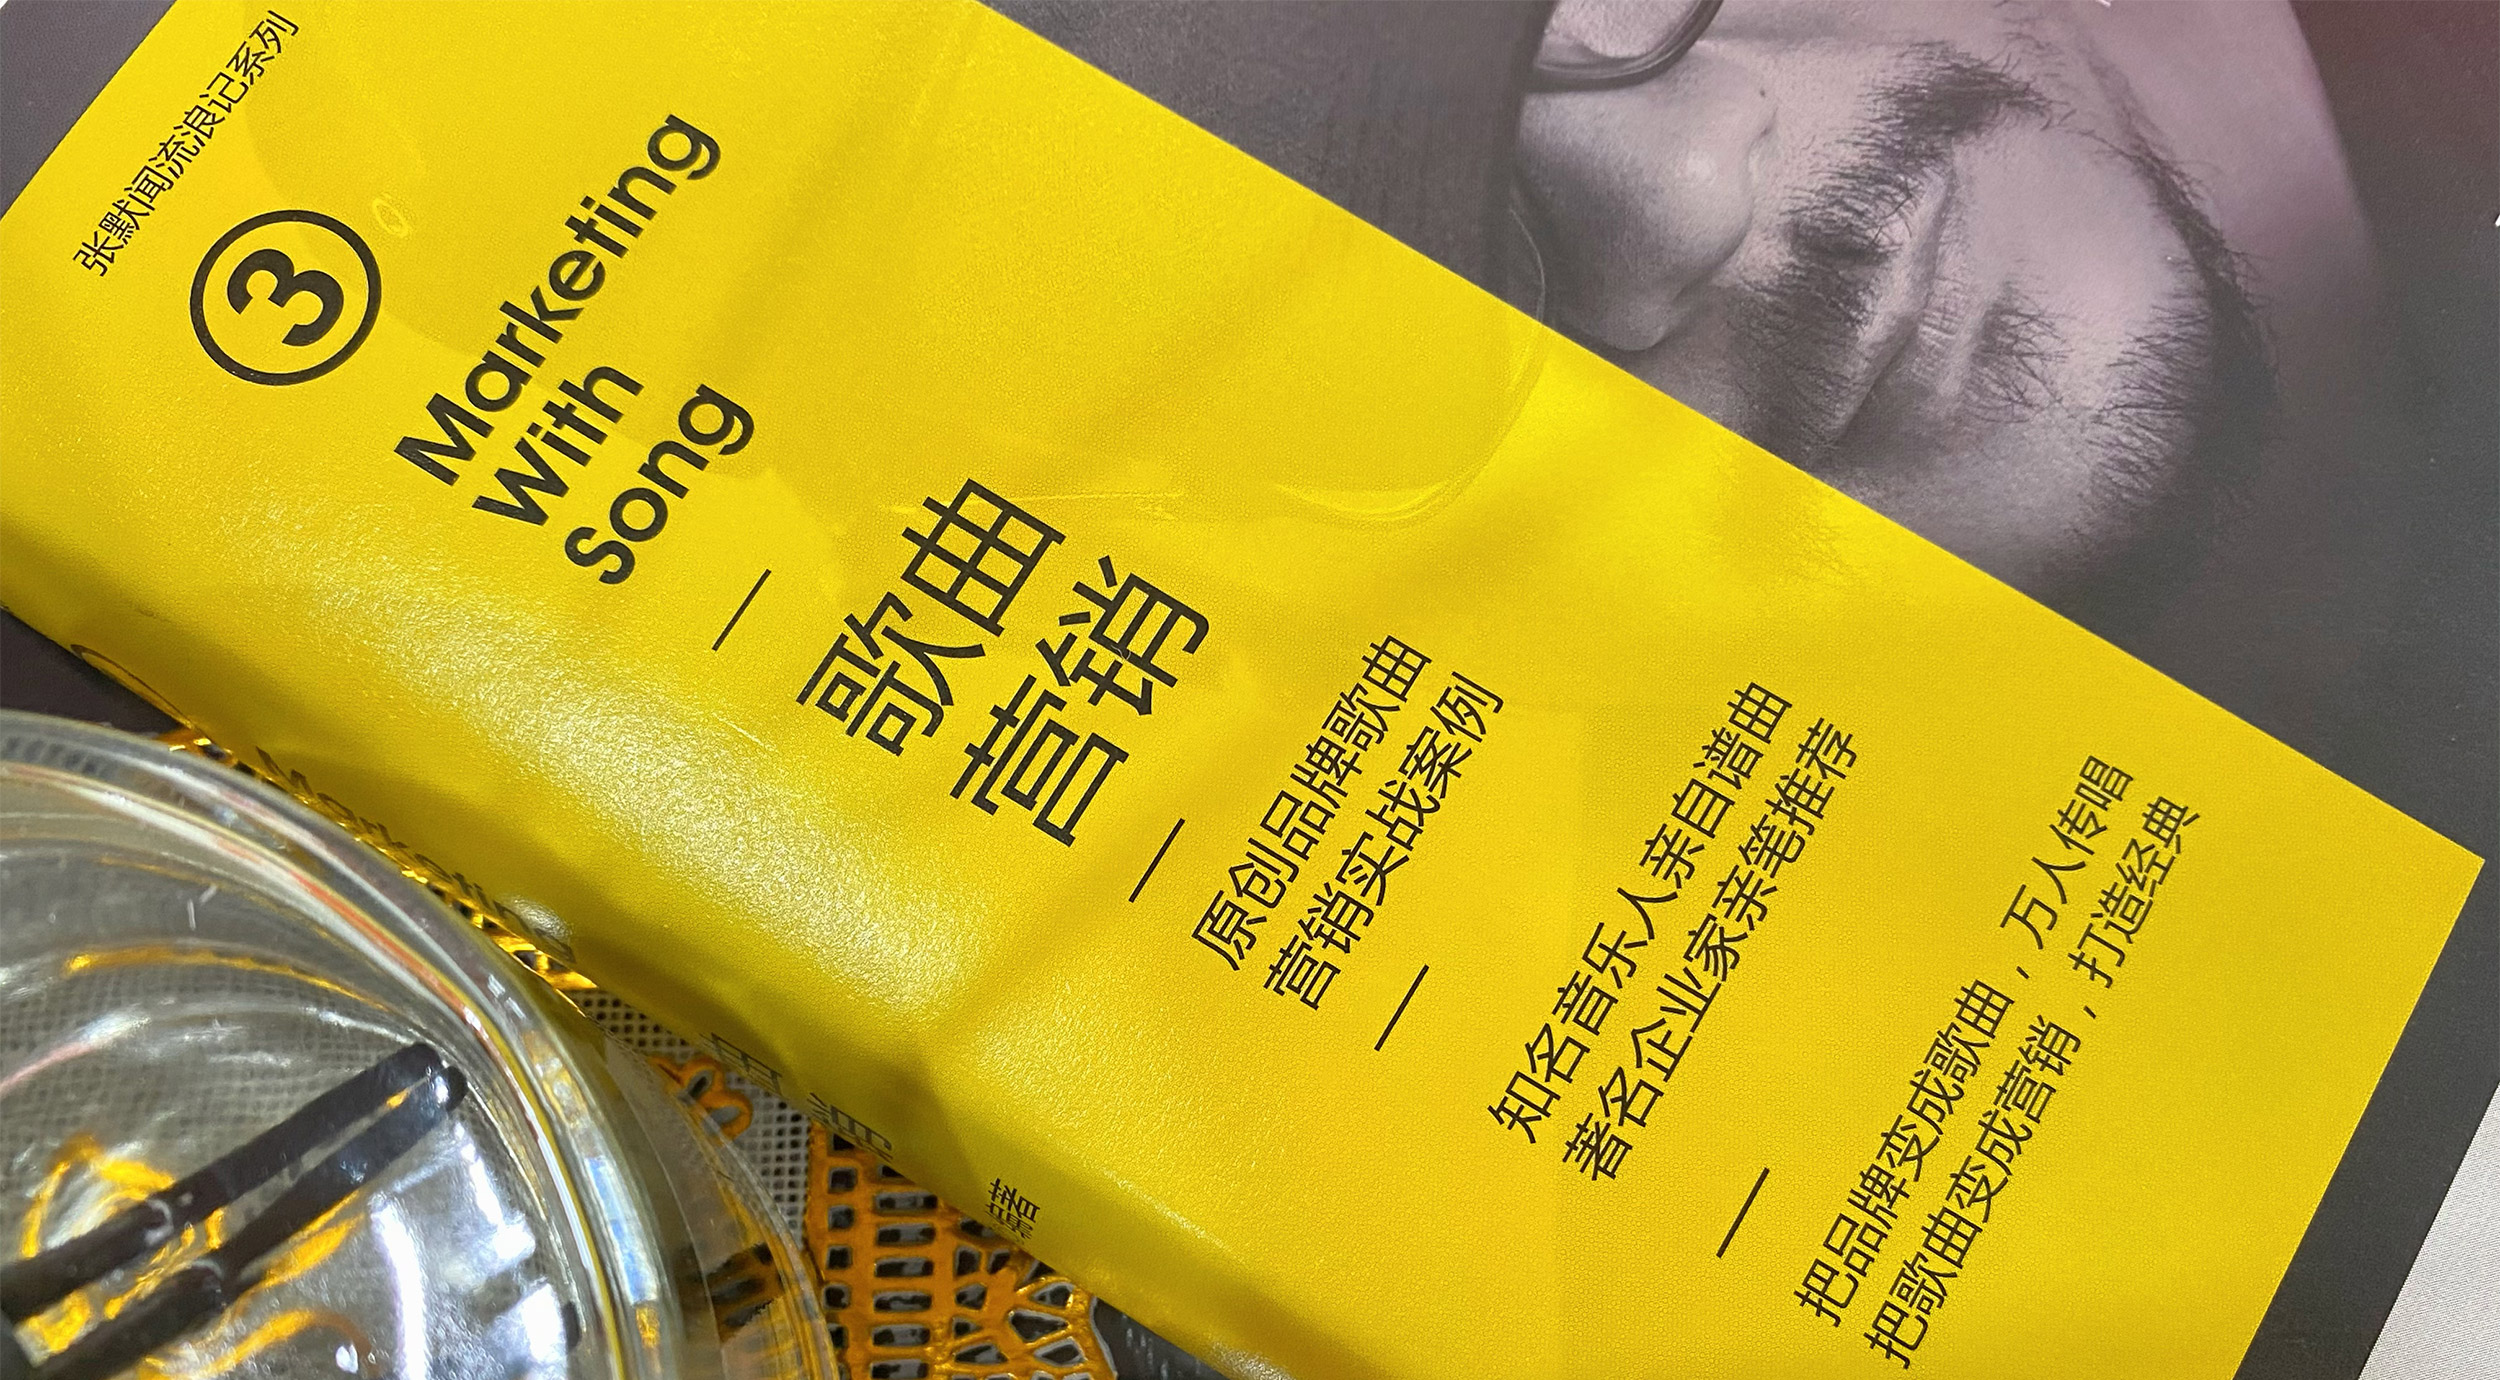 张默闻流浪记系列
3
Marketing
With
Song
歌曲
营销
原创品牌歌曲
营销实战案例
知名音乐人亲自谱曲
著名企业家亲笔推荐
把品牌变成歌曲，万人传唱
把歌曲变成营销，打造经典
Marketing